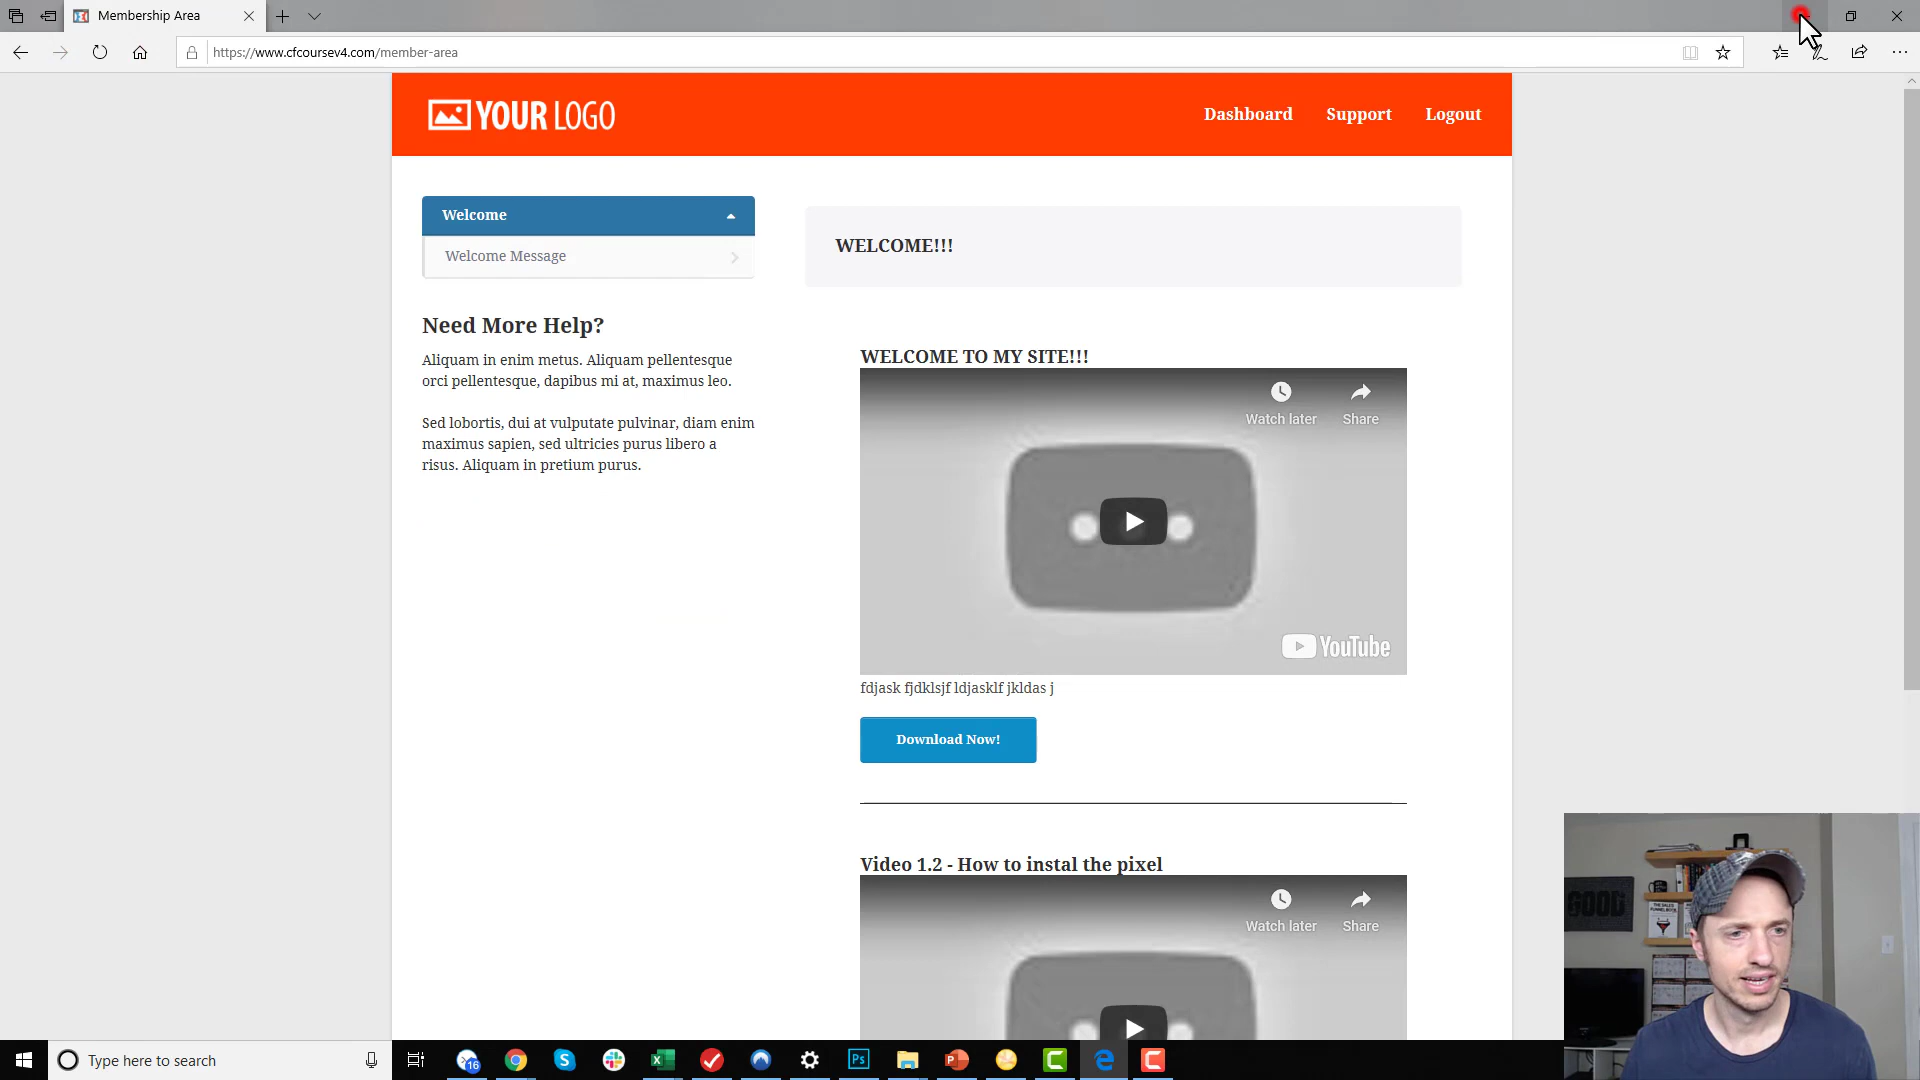 Membership Area
https://www.cfcoursev4.com/member-area
YOUR LOGO
Dashboard
Support
Logout
Welcome
Welcome Message
Need More Help?
Aliquam in enim metus. Aliquam pellentesque
orci pellentesque, dapibus mi at, maximus leo.
Sed lobortis, dui at vulputate pulvinar, diam enim
maximus sapien, sed ultricies purus libero a
risus. Aliquam in pretium purus.
WELCOME!!!
WELCOME TO MY SITE!!!
Watch later
Share
YouTube
fdjask fjdklsjf ldjasklf jkldas j
Download Now!
Video 1.2 - How to instal the pixel
Watch later
Share
GOOD
Type here to search
16
Ps